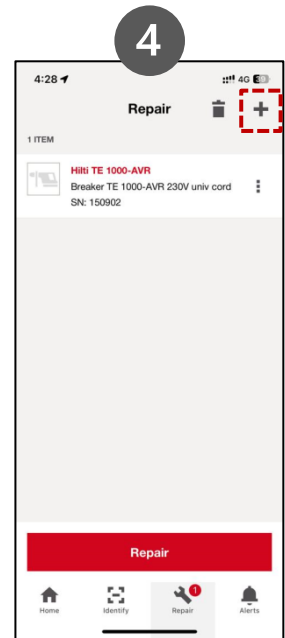 4
4:28 4G 30
Repair +
1 ITEM
Hilti TE 1000-AVR
Breaker TE 1000-AVR 230V univ cord
SN: 150902
Repair
1
Home Identify Repair Alerts